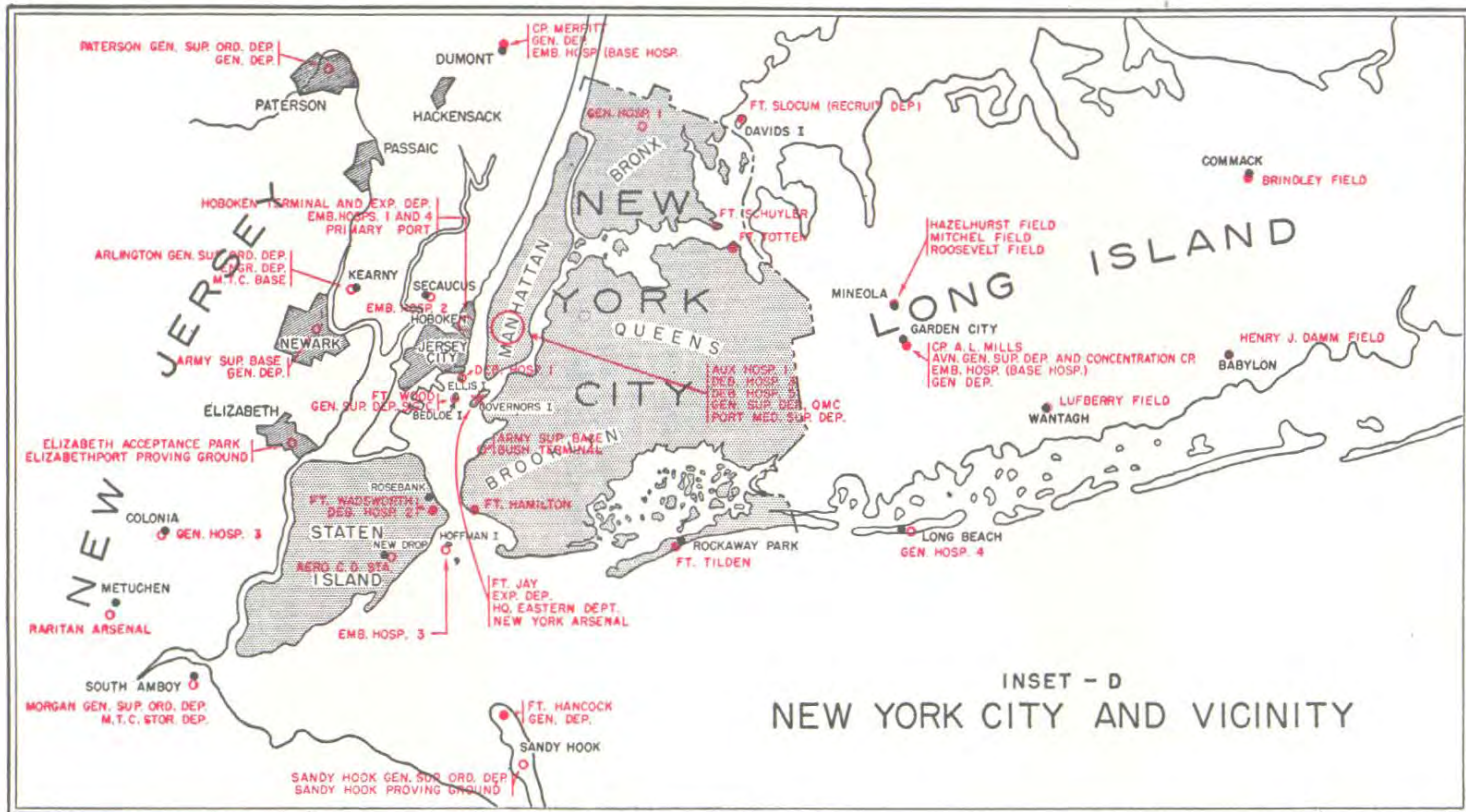 PATERSON GEN. SUP. ORD. DEP.
GEN. DEP.
PATERSON
CP. MERRITT
GEN. DEP.
EMB. HOSP. (BASE HOSP.
DUMONT
HACKENSACK
PASSAIC
GEN. HOSP. 1
BRONX
FT. SLOCUM (RECRUIT DEP.)
DAVIDS I
COMMACK
BRINDLEY FIELD
HOBOKEN TERMINAL AND EXP. DEP.
EMB. HOSPS. 1 AND 4
PRIMARY PORT
NEW
YORK
CITY
FT. SCHUYLER
FT. TOTTEN
HAZELHURST FIELD
MITCHEL FIELD
ROOSEVELT FIELD
MINEOLA
LONG ISLAND
ARLINGTON GEN. SUP. ORD. DEP.
ENGR. DEP.
M.T.C. BASE
KEARNY
SECAUCUS
EMB. HOSP. 2
HOBOKEN
MANHATTAN
QUEENS
GARDEN CITY
CP. A. L. MILLS
AVN. GEN. SUP. DEP. AND CONCENTRATION CP.
EMB. HOSP. (BASE HOSP.)
GEN DEP.
HENRY J. DAMM FIELD
BABYLON
LUFBERRY FIELD
WANTAGH
NEW JERSEY
NEWARK
ARMY SUP. BASE
GEN. DEP.
JERSEY
CITY
DEB. HOSP. 1
ELLIS I
FT. WOOD
GEN. SUP. DEP.
BEDLOE I
GOVERNORS I
AUX HOSP. 1
DEB. HOSP.
DEB. HOSP.
GEN. SUP. DEP., QMC
PORT MED. SUP. DEP.
ELIZABETH
ELIZABETH ACCEPTANCE PARK
ELIZABETHPORT PROVING GROUND
ARMY SUP. BASE
BUSH TERMINAL
BROOKLYN
ROSEBANK
FT. WADSWORTH
DEB. HOSP. 2
FT. HAMILTON
COLONIA
GEN. HOSP. 3
STATEN
ISLAND
NEW DROP
AERO C. D. STA.
HOFFMAN I
EMB. HOSP. 3
ROCKAWAY PARK
FT. TILDEN
LONG BEACH
GEN. HOSP. 4
METUCHEN
RARITAN ARSENAL
FT. JAY
EXP. DEP.
HQ. EASTERN DEPT.
NEW YORK ARSENAL
SOUTH AMBOY
MORGAN GEN. SUP. ORD. DEP.
M.T.C. STOR. DEP.
FT. HANCOCK
GEN. DEP.
SANDY HOOK
SANDY HOOK GEN. SUP. ORD. DEP.
SANDY HOOK PROVING GROUND
INSET - D
NEW YORK CITY AND VICINITY